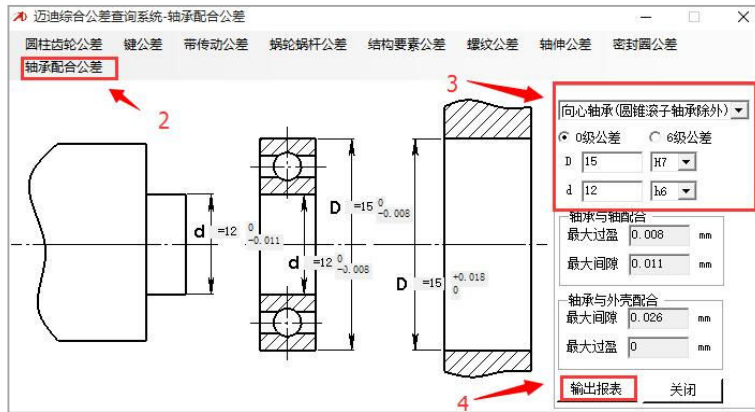 迈迪综合公差查询系统-轴承配合公差
圆柱齿轮公差 键公差 带传动公差 蜗轮蜗杆公差 结构要素公差 螺纹公差 轴伸公差 密封圈公差
轴承配合公差
2
3
向心轴承(圆锥滚子轴承除外)
0级公差 6级公差
D 15 H7
d 12 h6
轴承与轴配合
最大过盈 0.008 mm
最大间隙 0.011 mm
轴承与外壳配合
最大间隙 0.026 mm
最大过盈 0 mm
输出报表 关闭
4
d =12 0 -0.011
D =15 0 -0.008
d =12 0 -0.008
D =15 +0.018 0